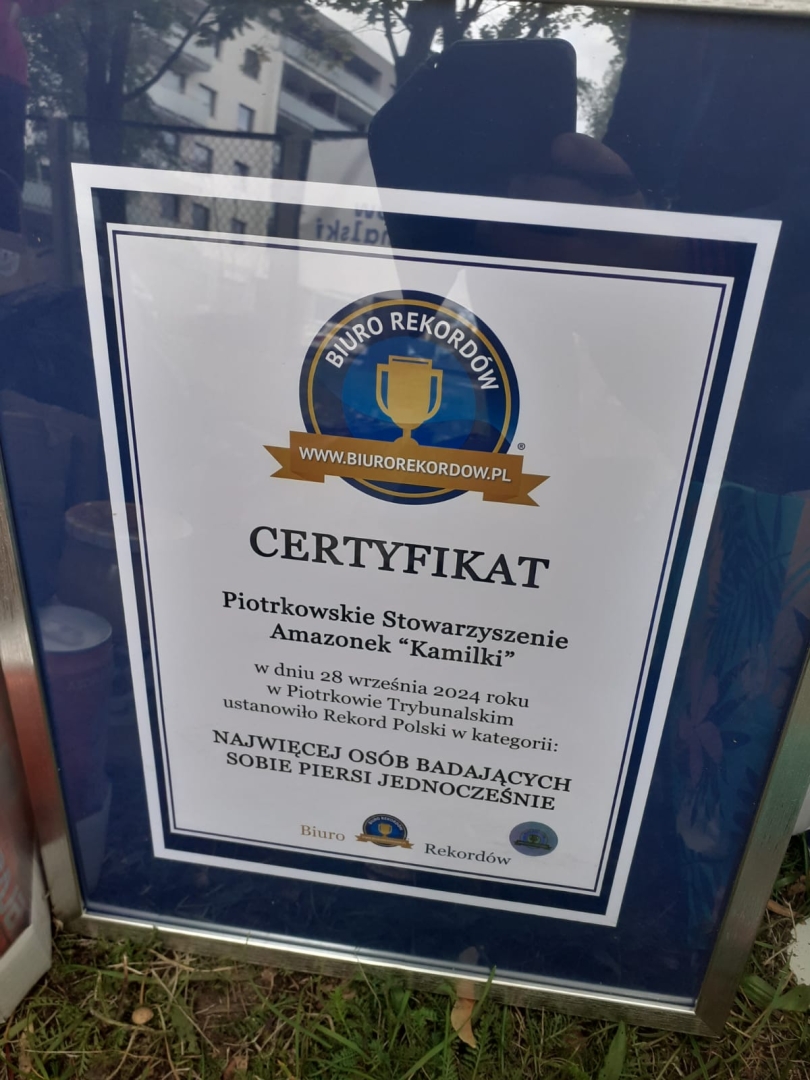 BIURO REKORDÓW
®
WWW.BIUROREKORDOW.PL
CERTYFIKAT
Piotrkowskie Stowarzyszenie
Amazonek “Kamilki”
w dniu 28 września 2024 roku
w Piotrkowie Trybunalskim
ustanowiło Rekord Polski w kategorii:
NAJWIĘCEJ OSÓB BADAJĄCYCH
SOBIE PIERSI JEDNOCZEŚNIE
Biuro Rekordów